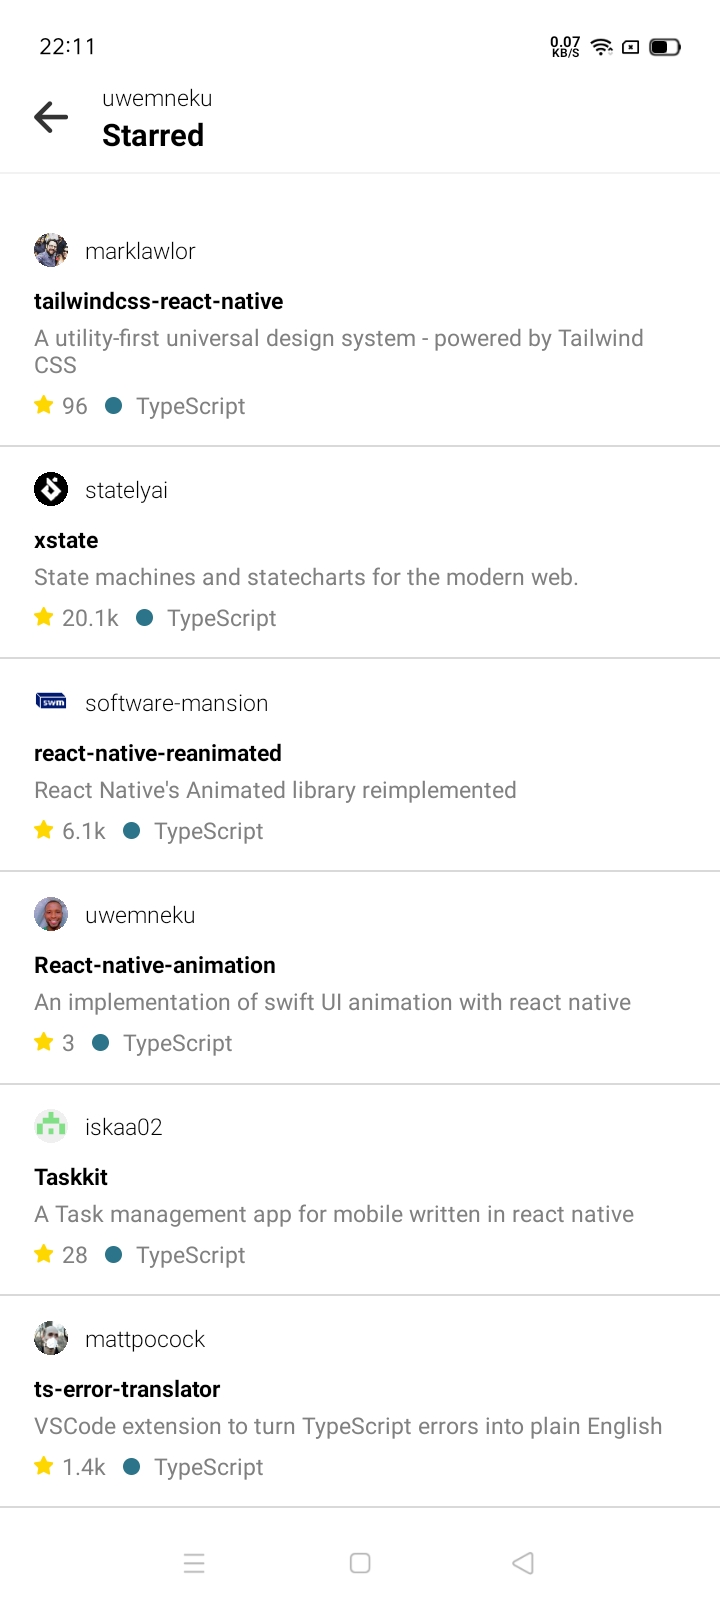 22:11
0.07
KB/S
uwemneku
Starred
marklawlor
tailwindcss-react-native
A utility-first universal design system - powered by Tailwind
CSS
96 TypeScript
statelyai
xstate
State machines and statecharts for the modern web.
20.1k TypeScript
swm
software-mansion
react-native-reanimated
React Native's Animated library reimplemented
6.1k TypeScript
uwemneku
React-native-animation
An implementation of swift UI animation with react native
3 TypeScript
iskaa02
Taskkit
A Task management app for mobile written in react native
28 TypeScript
mattpocock
ts-error-translator
VSCode extension to turn TypeScript errors into plain English
1.4k TypeScript